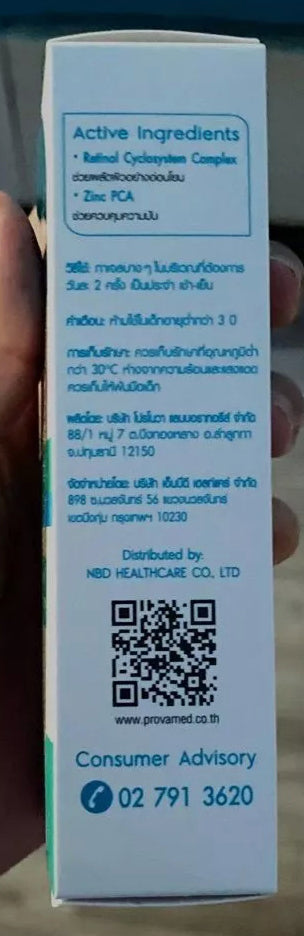 Active Ingredients
• Retinol Cyclosystem Complex
ช่วยผลัดผิวอย่างอ่อนโยน
• Zinc PCA
ช่วยควบคุมความมัน
วิธีใช้: ทาเจลบางๆ ในบริเวณที่ต้องการ
วันละ 2 ครั้ง เป็นประจำ เช้า-เย็น
คำเตือน: ห้ามใช้ในเด็กอายุต่ำกว่า 3 ปี
การเก็บรักษา: ควรเก็บรักษาที่อุณหภูมิต่ำ
กว่า 30°C ห่างจากความร้อนและแสงแดด
ควรเก็บให้พ้นมือเด็ก
ผลิตโดย: บริษัท โปรโนวา แลบบอราทอรีส์ จำกัด
88/1 หมู่ 7 ต.บึงทองหลาง อ.ลำลูกกา
จ.ปทุมธานี 12150
จัดจำหน่ายโดย: บริษัท เอ็นบีดี เฮลท์แคร์ จำกัด
898 ซ.นวลจันทร์ 56 แขวงนวลจันทร์
เขตบึงกุ่ม กรุงเทพฯ 10230
Distributed by:
NBD HEALTHCARE CO., LTD
www.provamed.co.th
Consumer Advisory
02 791 3620